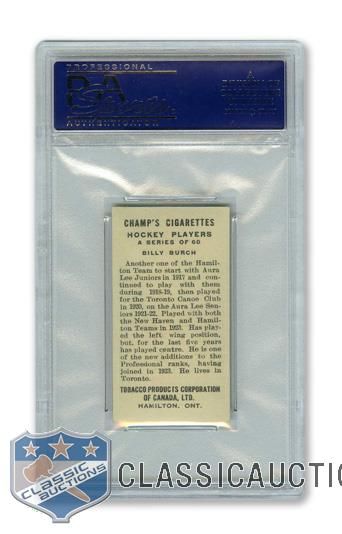 PROFESSIONAL
PSA
AUTHENTICATOR
CHAMP'S CIGARETTES
HOCKEY PLAYERS
A SERIES OF 60
BILLY BURCH
Another one of the Hamil-
ton Team to start with Aura
Lee Juniors in 1917 and con-
tinued to play with them
during 1918-19, then played
for the Toronto Canoe Club
in 1920, on the Aura Lee Sen-
iors 1921-22. Played with both
the New Haven and Hamil-
ton Teams in 1923. Has play-
ed the left wing position,
but, for the last five years
has played centre. He is one
of the new additions to the
Professional ranks, having
joined in 1923. He lives in
Toronto.
TOBACCO PRODUCTS CORPORATION
OF CANADA, LTD.
HAMILTON, ONT.
CLASSIC
AUCTIONS
CLASSICAUCTIO